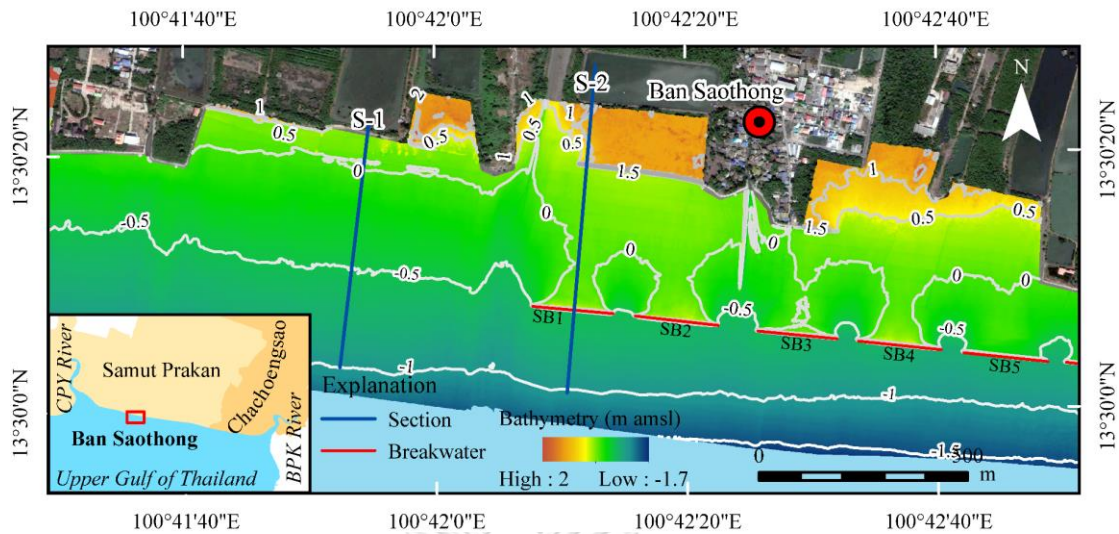 100°41'40"E 100°42'0"E 100°42'20"E 100°42'40"E
N
13°30'20"N
13°30'20"N
13°30'0"N
13°30'0"N
Ban Saothong
S-1
S-2
1
0.5
0
2
0.5
1
1
0.5
1
0.5
0
1.5
0
0
1.5
1
0.5
0.5
0
0
-0.5
-0.5
-0.5
-0.5
-1
-1
-1.5
SB1
SB2
SB3
SB4
SB5
CPY River
Samut Prakan
Chachoengsao
Ban Saothong
BPK River
Upper Gulf of Thailand
Explanation
Section
Breakwater
Bathymetry (m amsl)
High : 2 Low : -1.7
0 500
m
100°41'40"E 100°42'0"E 100°42'20"E 100°42'40"E